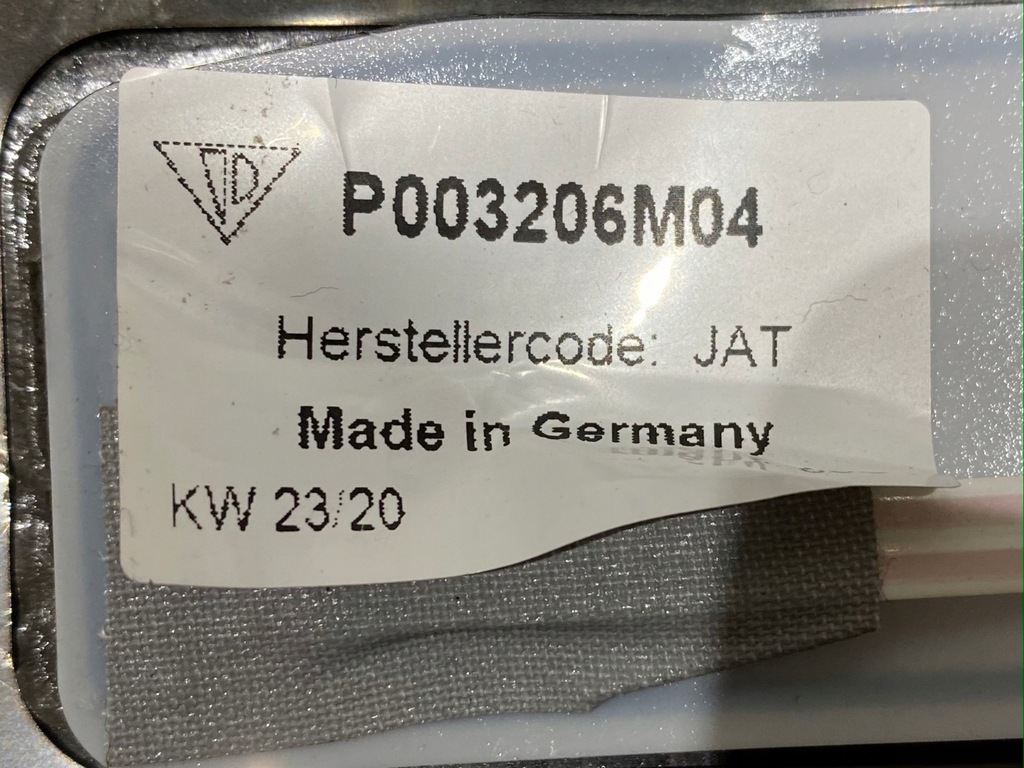 P003206M04
Herstellercode: JAT
Made in Germany
KW 23/20